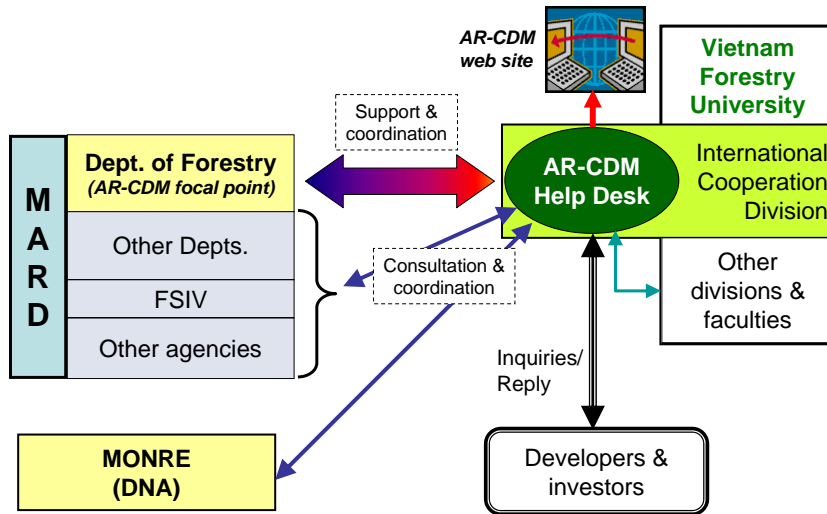 AR-CDM
web site
Vietnam
Forestry
University
Support &
coordination
M
A
R
D
Dept. of Forestry
(AR-CDM focal point)
AR-CDM
Help Desk
International
Cooperation
Division
Other Depts.
FSIV
Other agencies
Consultation &
coordination
Other
divisions &
faculties
Inquiries/
Reply
MONRE
(DNA)
Developers &
investors